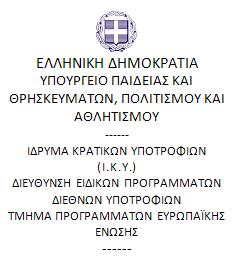 ΕΛΛΗΝΙΚΗ ΔΗΜΟΚΡΑΤΙΑ
ΥΠΟΥΡΓΕΙΟ ΠΑΙΔΕΙΑΣ ΚΑΙ
ΘΡΗΣΚΕΥΜΑΤΩΝ, ΠΟΛΙΤΙΣΜΟΥ ΚΑΙ
ΑΘΛΗΤΙΣΜΟΥ
------
ΙΔΡΥΜΑ ΚΡΑΤΙΚΩΝ ΥΠΟΤΡΟΦΙΩΝ
(Ι.Κ.Υ.)
ΔΙΕΥΘΥΝΣΗ ΕΙΔΙΚΩΝ ΠΡΟΓΡΑΜΜΑΤΩΝ
ΔΙΕΘΝΩΝ ΥΠΟΤΡΟΦΙΩΝ
ΤΜΗΜΑ ΠΡΟΓΡΑΜΜΑΤΩΝ ΕΥΡΩΠΑΪΚΗΣ
ΕΝΩΣΗΣ
------